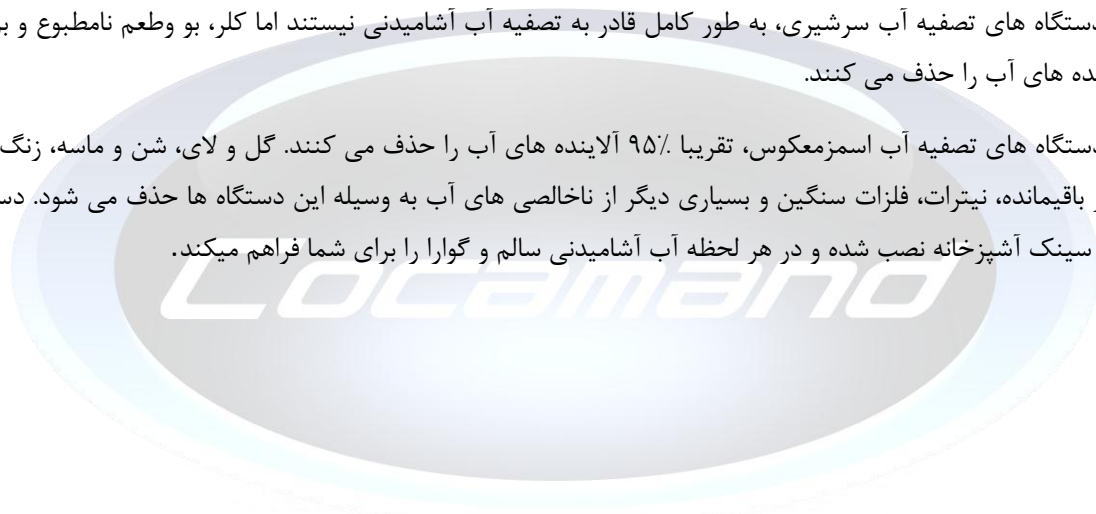 دستگاه های تصفیه آب سرشیری، به طور کامل قادر به تصفیه آب آشامیدنی نیستند اما کلر، بو وطعم نامطبوع و
ده های آب را حذف می کنند.
دستگاه های تصفیه آب اسمزمعکوس، تقریبا ۹۵٪ آلاینده های آب را حذف می کنند. گل و لای، شن و ماسه، زنگ
باقیمانده، نیترات، فلزات سنگین و بسیاری دیگر از ناخالصی های آب به وسیله این دستگاه ها حذف می شود.
سینک آشپزخانه نصب شده و در هر لحظه آب آشامیدنی سالم و گوارا را برای شما فراهم میکند.
Locamand